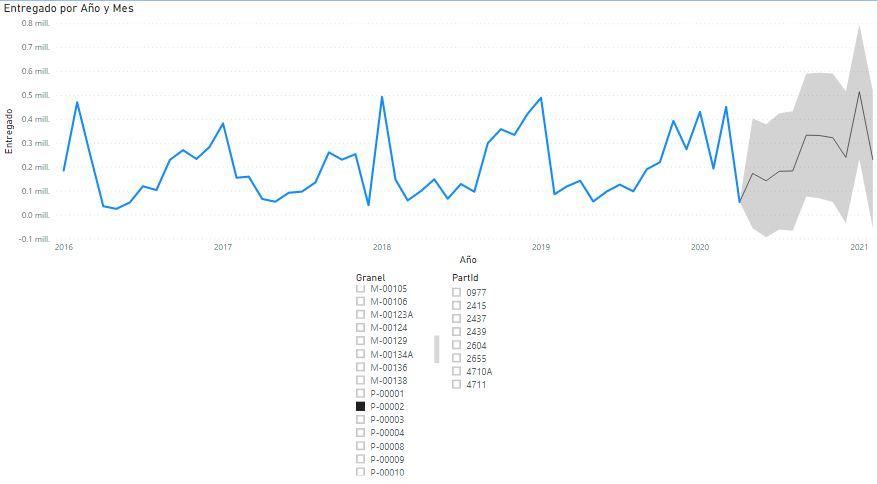 Entregado por Año y Mes
0.8 mill.
0.7 mill.
0.6 mill.
0.5 mill.
0.4 mill.
0.3 mill.
0.2 mill.
0.1 mill.
0.0 mill.
-0.1 mill.
Entregado
2016 2017 2018 2019 2020 2021
Año
Granel
M-00105
M-00106
M-00123A
M-00124
M-00129
M-00134A
M-00136
M-00138
P-00001
P-00002
P-00003
P-00004
P-00008
P-00009
P-00010
PartId
0977
2415
2437
2439
2604
2655
4710A
4711